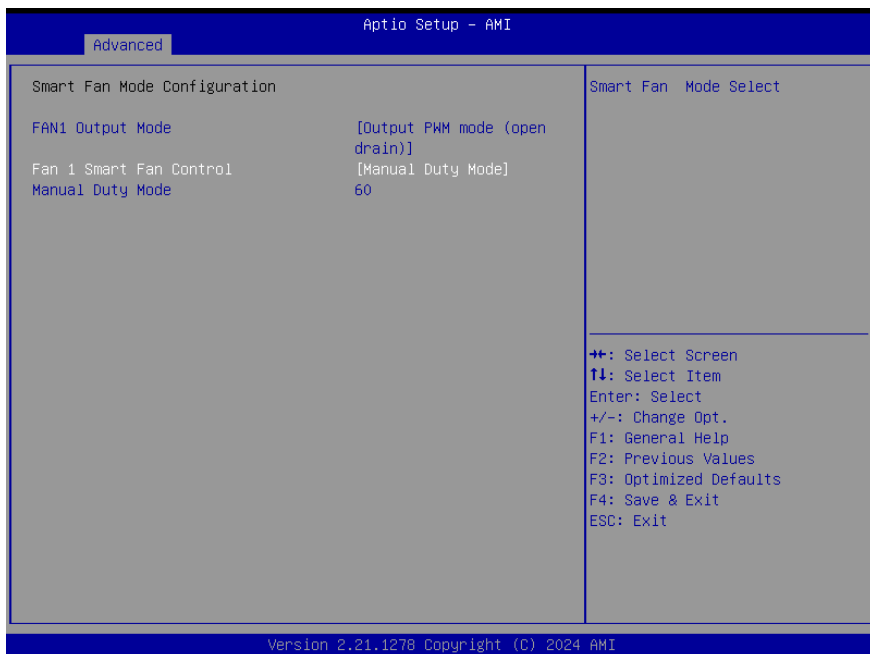 Aptio Setup – AMI
Advanced
Smart Fan Mode Configuration
FAN1 Output Mode [Output PWM mode (open
drain)]
Fan 1 Smart Fan Control [Manual Duty Mode]
Manual Duty Mode 60
Smart Fan Mode Select
→←: Select Screen
↑↓: Select Item
Enter: Select
+/-: Change Opt.
F1: General Help
F2: Previous Values
F3: Optimized Defaults
F4: Save & Exit
ESC: Exit
Version 2.21.1278 Copyright (C) 2024 AMI